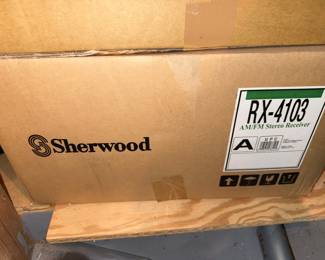 Sherwood
RX-4103
AM/FM Stereo Receiver
A